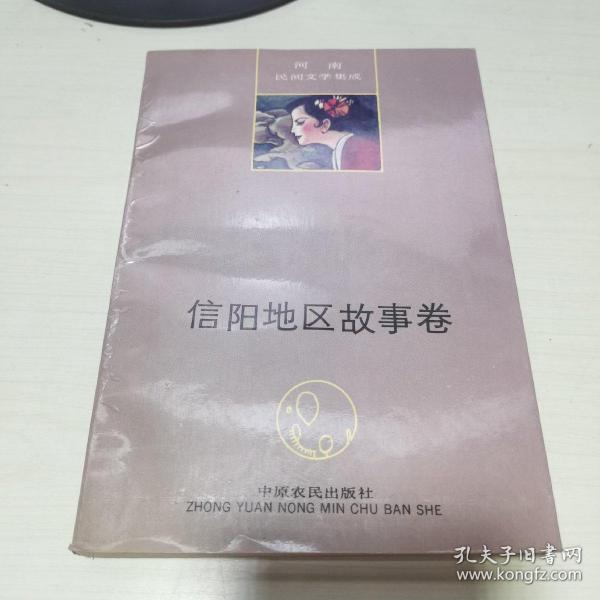 河南
民间文学集成
信阳地区故事卷
中原农民出版社
ZHONG YUAN NONG MIN CHU BAN SHE
孔夫子旧书网
www.kongfz.com